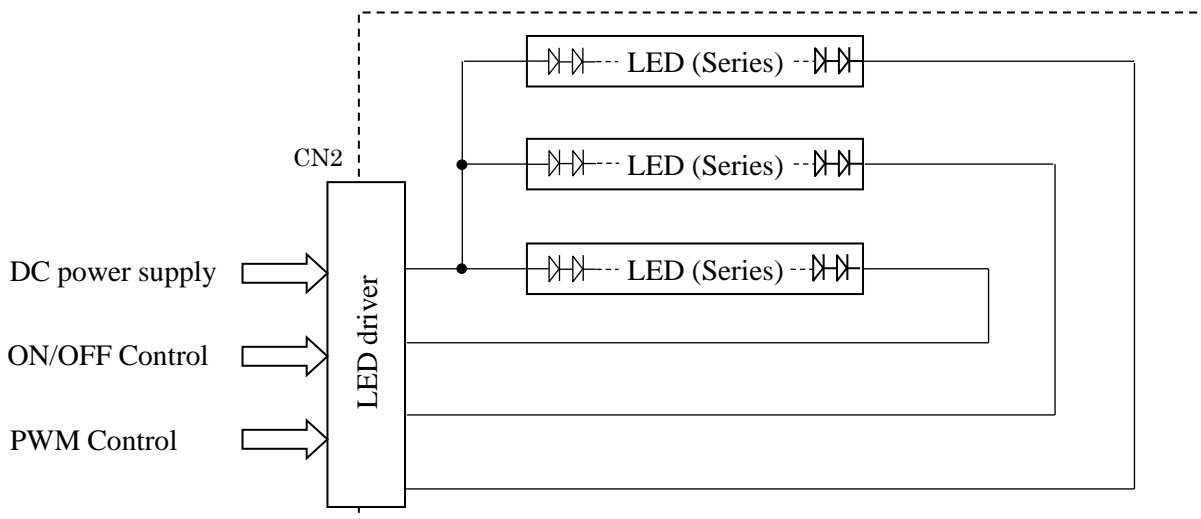 LED (Series)
LED (Series)
CN2
LED (Series)
DC power supply
LED driver
ON/OFF Control
PWM Control